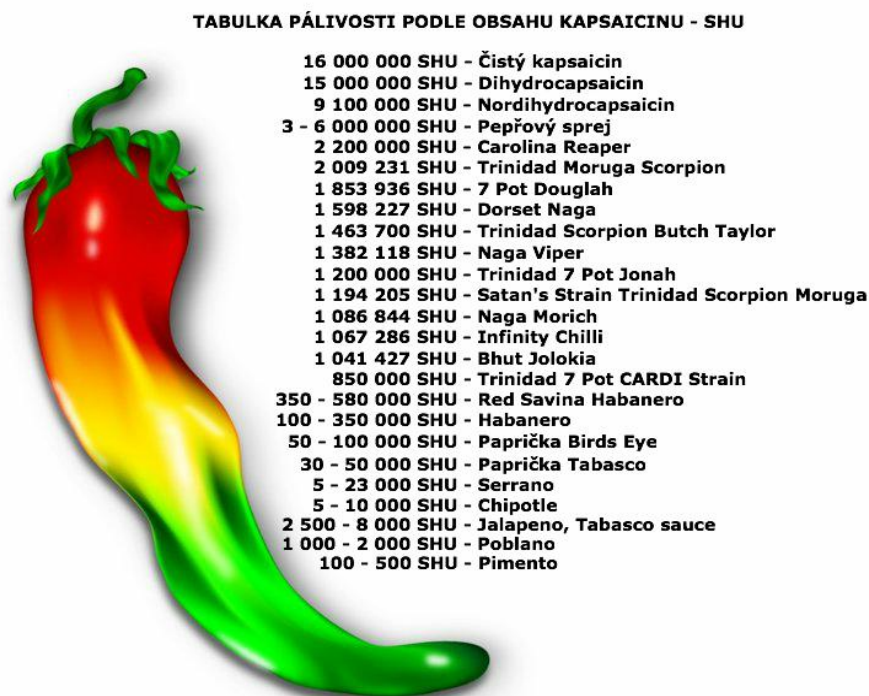 TABULKA PÁLIVOSTI PODLE OBSAHU KAPSAICINU - SHU
16 000 000 SHU - Čistý kapsaicin
15 000 000 SHU - Dihydrocapsaicin
9 100 000 SHU - Nordihydrocapsaicin
3 - 6 000 000 SHU - Pepřový sprej
2 200 000 SHU - Carolina Reaper
2 009 231 SHU - Trinidad Moruga Scorpion
1 853 936 SHU - 7 Pot Douglah
1 598 227 SHU - Dorset Naga
1 463 700 SHU - Trinidad Scorpion Butch Taylor
1 382 118 SHU - Naga Viper
1 200 000 SHU - Trinidad 7 Pot Jonah
1 194 205 SHU - Satan's Strain Trinidad Scorpion Moruga
1 086 844 SHU - Naga Morich
1 067 286 SHU - Infinity Chilli
1 041 427 SHU - Bhut Jolokia
850 000 SHU - Trinidad 7 Pot CARDI Strain
350 - 580 000 SHU - Red Savina Habanero
100 - 350 000 SHU - Habanero
50 - 100 000 SHU - Paprička Birds Eye
30 - 50 000 SHU - Paprička Tabasco
5 - 23 000 SHU - Serrano
5 - 10 000 SHU - Chipotle
2 500 - 8 000 SHU - Jalapeno, Tabasco sauce
1 000 - 2 000 SHU - Poblano
100 - 500 SHU - Pimento